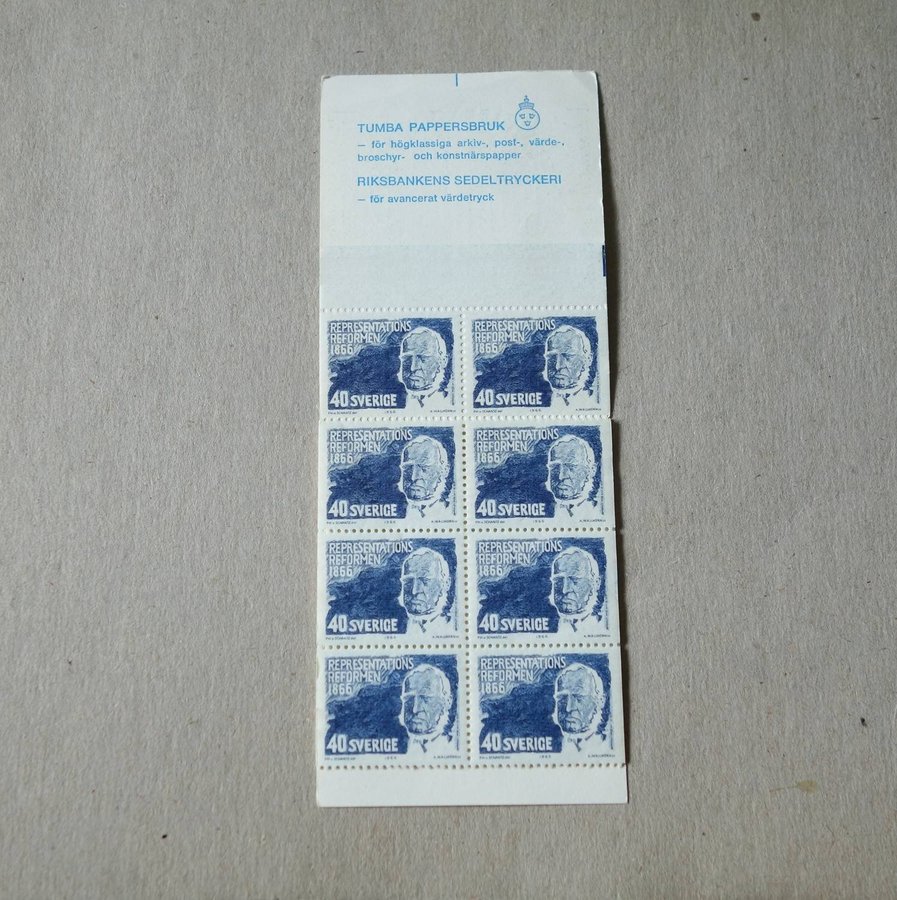 TUMBA PAPPERSBRUK
— för högklassiga arkiv-, post-, värde-,
broschyr- och konstnärspapper
RIKSBANKENS SEDELTRYCKERI
— för avancerat värdetryck
REPRESENTATIONS
REFORMEN
1866
40 SVERIGE
REPRESENTATIONS
REFORMEN
1866
40 SVERIGE
REPRESENTATIONS
REFORMEN
1866
40 SVERIGE
REPRESENTATIONS
REFORMEN
1866
40 SVERIGE
REPRESENTATIONS
REFORMEN
1866
40 SVERIGE
REPRESENTATIONS
REFORMEN
1866
40 SVERIGE
REPRESENTATIONS
REFORMEN
1866
40 SVERIGE
REPRESENTATIONS
REFORMEN
1866
40 SVERIGE